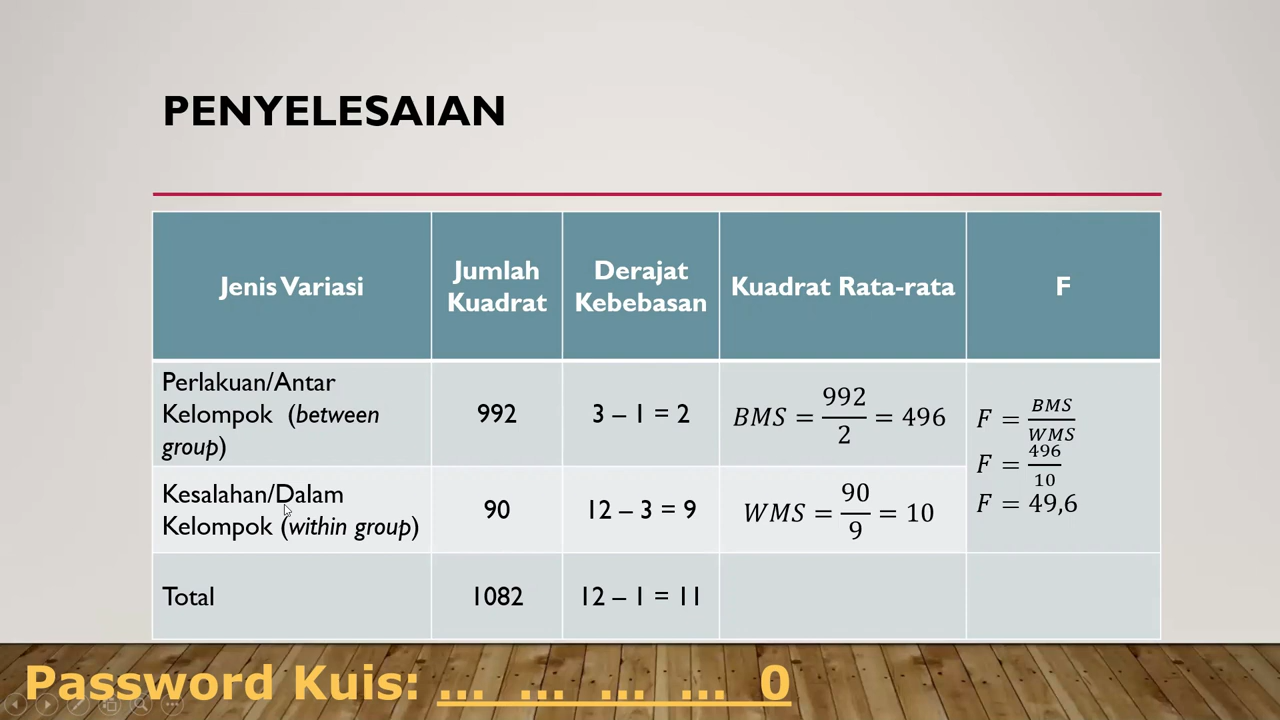 PENYELESAIAN
Jenis Variasi
Jumlah
Kuadrat
Derajat
Kebebasan
Kuadrat Rata-rata
F
Perlakuan/Antar
Kelompok (between
group)
992
3 – 1 = 2
BMS = 992/2 = 496
F = BMS/WMS
F = 496/10
F = 49,6
Kesalahan/Dalam
Kelompok (within group)
90
12 – 3 = 9
WMS = 90/9 = 10
Total
1082
12 – 1 = 11
Password Kuis: ... ... ... ... 0